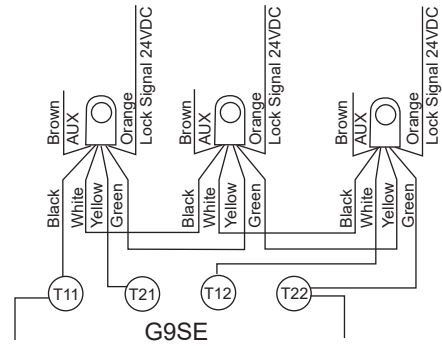 Brown
AUX
Orange
Lock Signal 24VDC
Brown
AUX
Orange
Lock Signal 24VDC
Brown
AUX
Orange
Lock Signal 24VDC
Black
White
Yellow
Green
Black
White
Yellow
Green
Black
White
Yellow
Green
T11
T21
T12
T22
G9SE